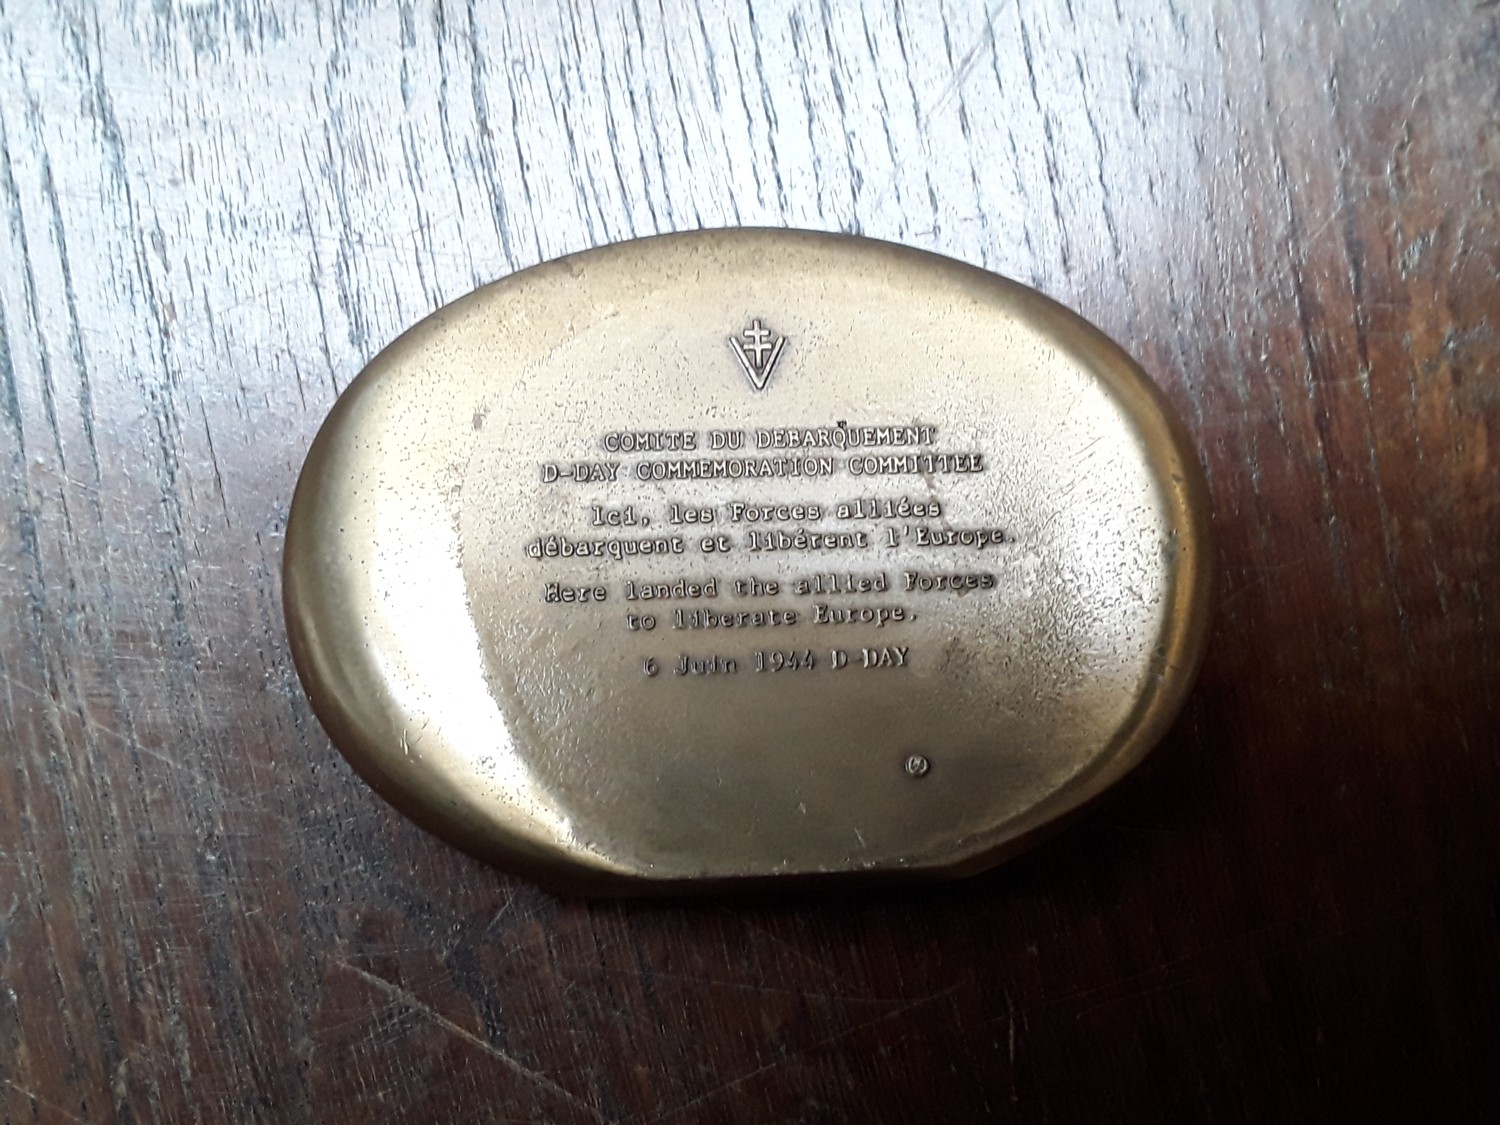 COMITE DU DEBARQUEMENT
D-DAY COMMEMORATION COMMITTEE
Ici, les Forces alliées
débarquent et libérent l'Europe.
Here landed the allied Forces
to liberate Europe.
6 Juin 1944 D-DAY